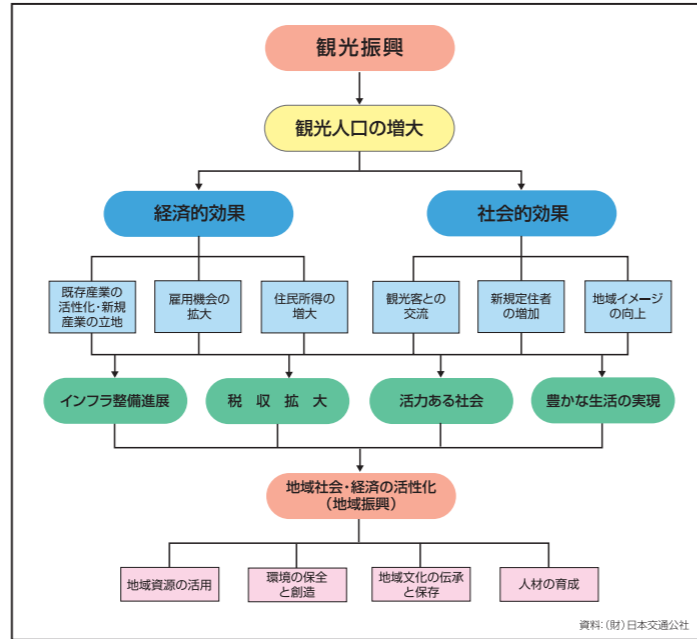 観光振興
観光人口の増大
経済的効果
社会的効果
既存産業の
活性化・新規
産業の立地
雇用機会の
拡大
住民所得の
増大
観光客との
交流
新規定住者
の増加
地域イメージ
の向上
インフラ整備進展
税収拡大
活力ある社会
豊かな生活の実現
地域社会・経済の活性化
(地域振興)
地域資源の活用
環境の保全
と創造
地域文化の伝承
と保存
人材の育成
資料:(財)日本交通公社